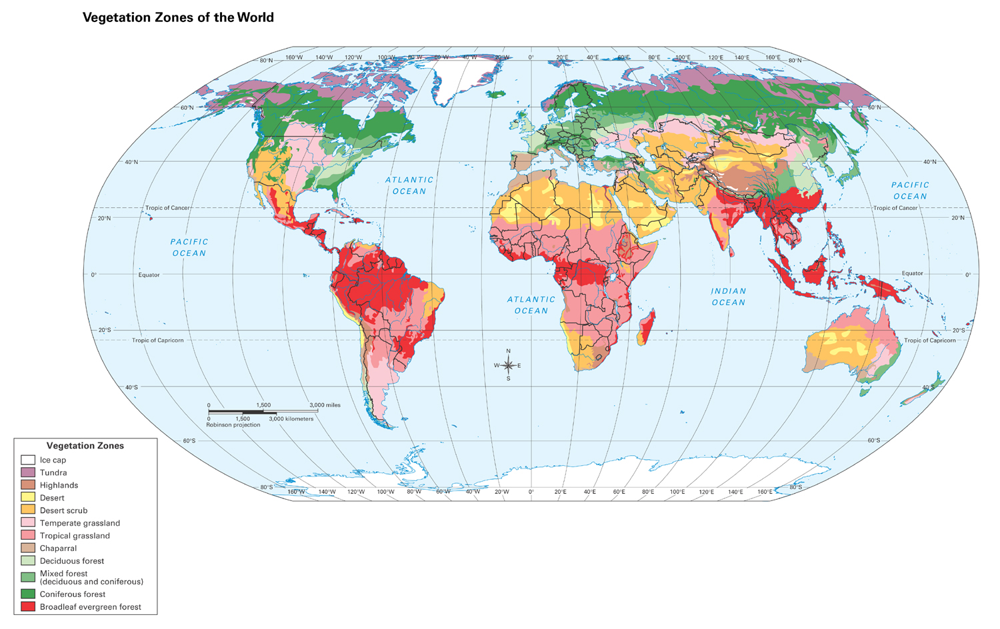 Vegetation Zones of the World
160°W 140°W 120°W 100°W 80°W 60°W 40°W 20°W 0° 20°E 40°E 60°E 80°E 100°E 120°E 140°E 160°E
80°N 80°N
60°N 60°N
40°N 40°N
ATLANTIC
OCEAN
PACIFIC
OCEAN
Tropic of Cancer Tropic of Cancer
20°N 20°N
PACIFIC
OCEAN
0° Equator Equator 0°
ATLANTIC
OCEAN
INDIAN
OCEAN
20°S 20°S
Tropic of Capricorn Tropic of Capricorn
N
W E
S
40°S 40°S
0 1,500 3,000 miles
0 1,500 3,000 kilometers
Robinson projection
60°S 60°S
80°S 80°S
160°W 140°W 120°W 100°W 80°W 60°W 40°W 20°W 0° 20°E 40°E 60°E 80°E 100°E 120°E 140°E 160°E
Vegetation Zones
Ice cap
Tundra
Highlands
Desert
Desert scrub
Temperate grassland
Tropical grassland
Chaparral
Deciduous forest
Mixed forest
(deciduous and coniferous)
Coniferous forest
Broadleaf evergreen forest